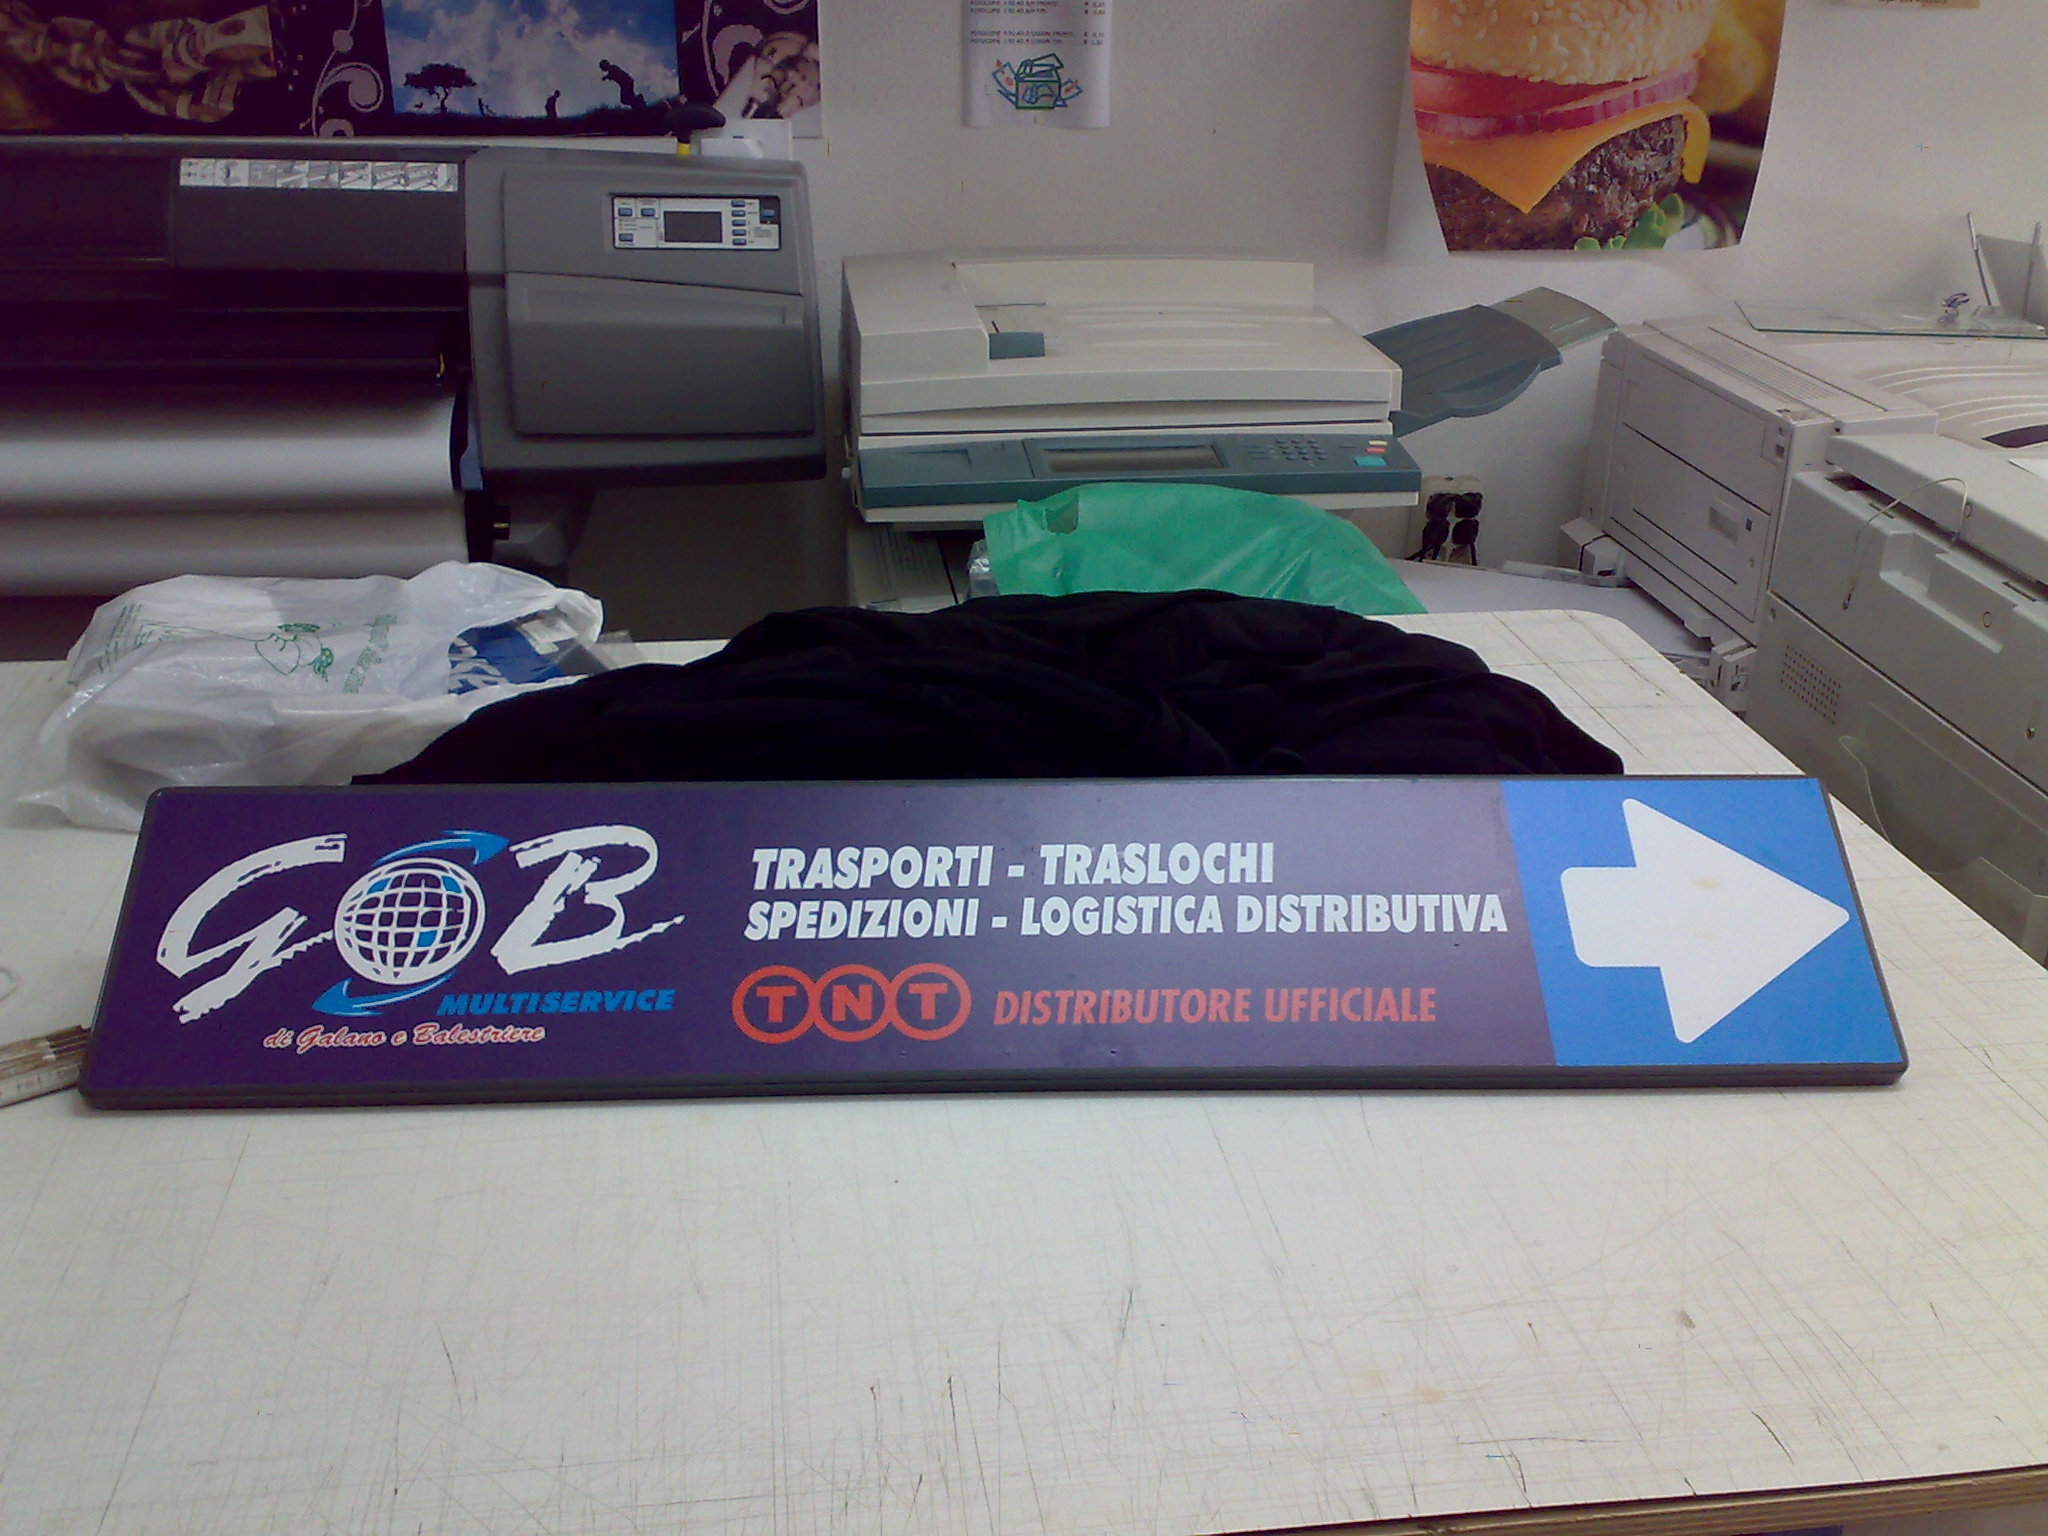 GOB
MULTISERVICE
di Galano e Balestriere
TRASPORTI - TRASLOCHI
SPEDIZIONI - LOGISTICA DISTRIBUTIVA
TNT DISTRIBUTORE UFFICIALE